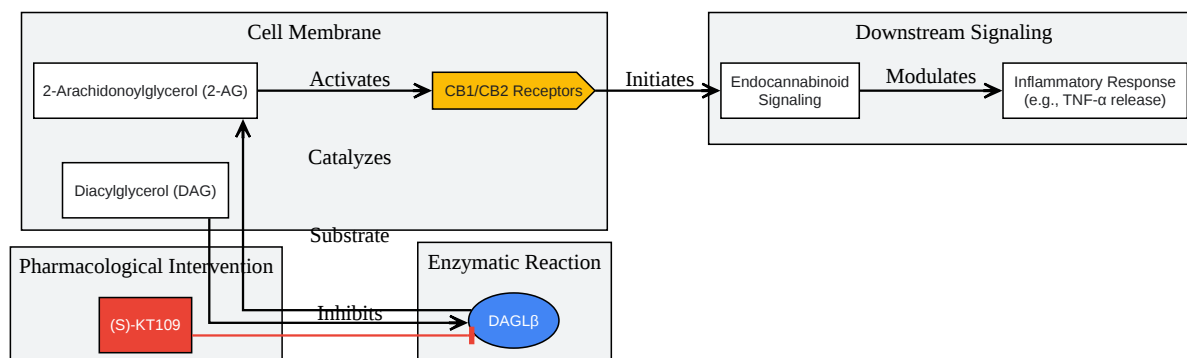 Cell Membrane
Downstream Signaling
2-Arachidonoylglycerol (2-AG)
Activates
CB1/CB2 Receptors
Initiates
Endocannabinoid
Signaling
Modulates
Inflammatory Response
(e.g., TNF-α release)
Catalyzes
Diacylglycerol (DAG)
Substrate
Pharmacological Intervention
Enzymatic Reaction
(S)-KT109
Inhibits
DAGLβ